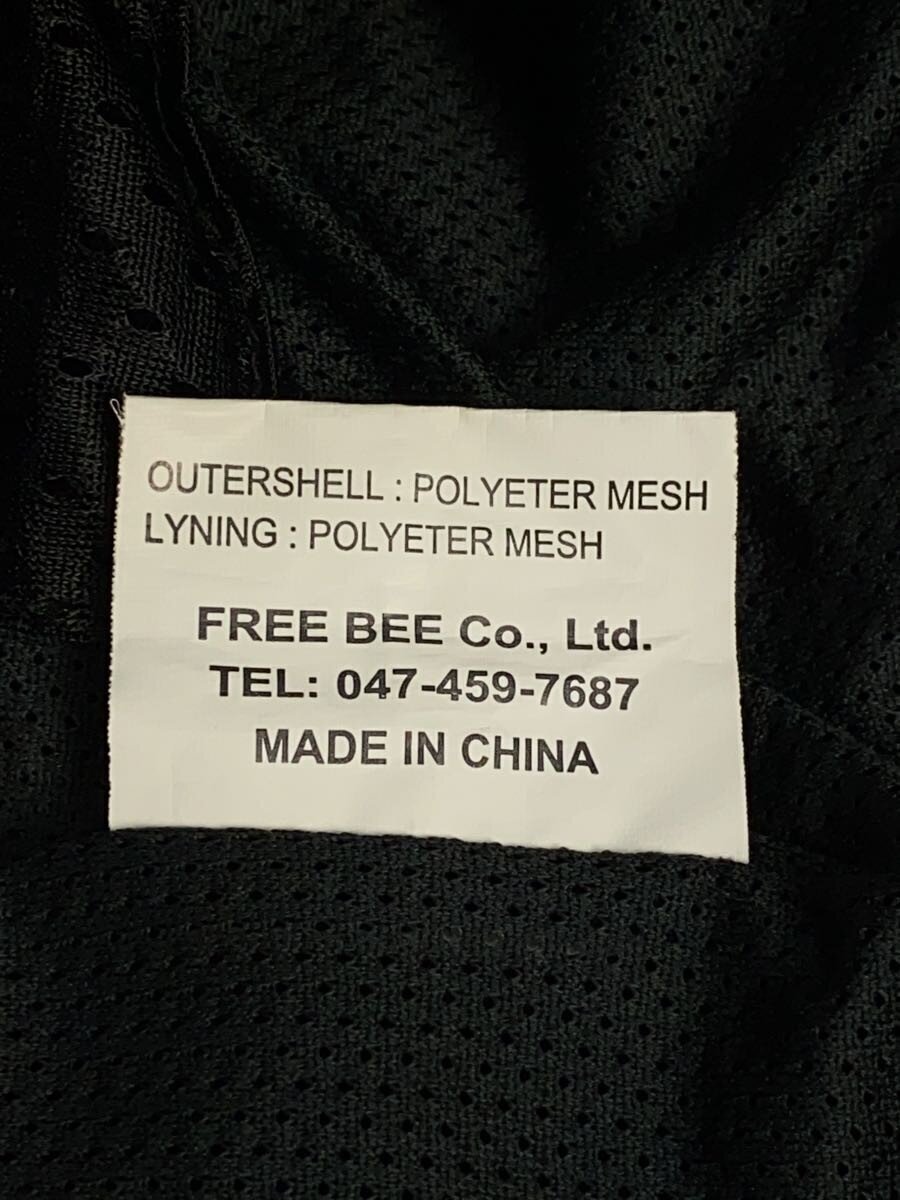 OUTERSHELL : POLYETER MESH
LYNING : POLYETER MESH
FREE BEE Co., Ltd.
TEL: 047-459-7687
MADE IN CHINA